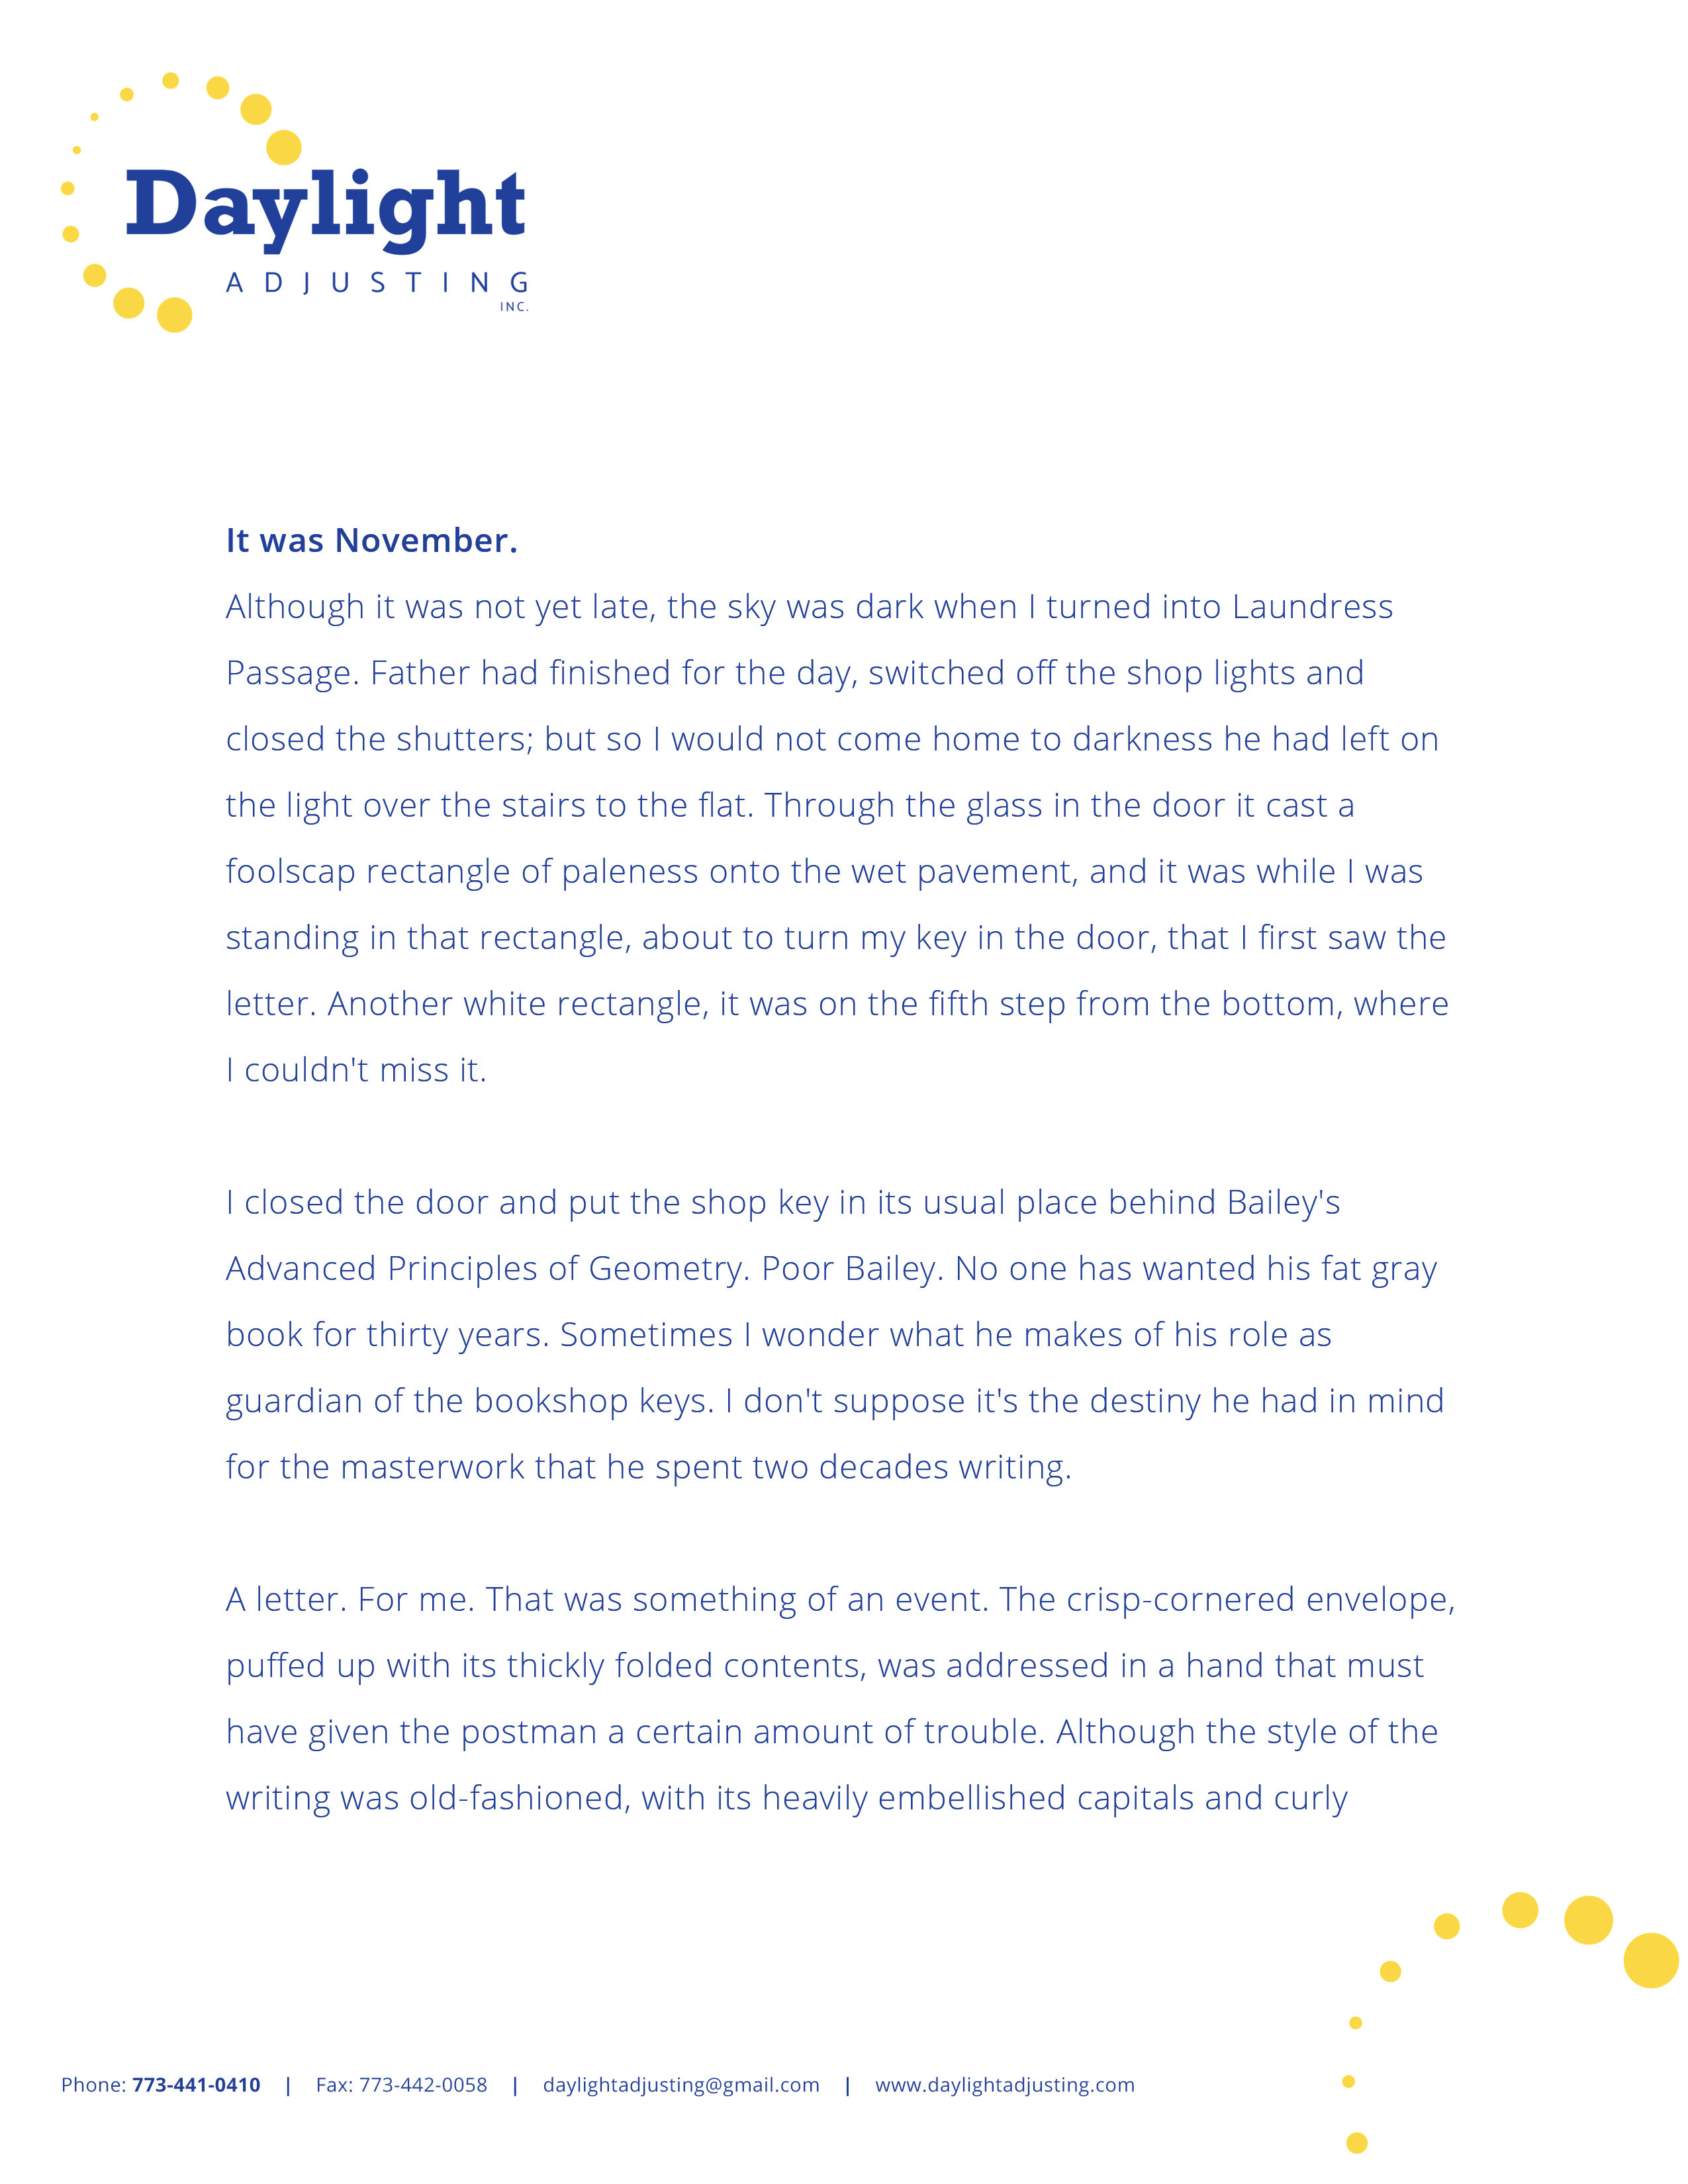 Daylight
ADJUSTING
INC.
It was November.
Although it was not yet late, the sky was dark when I turned into Laundress
Passage. Father had finished for the day, switched off the shop lights and
closed the shutters; but so I would not come home to darkness he had left on
the light over the stairs to the flat. Through the glass in the door it cast a
foolscap rectangle of paleness onto the wet pavement, and it was while I was
standing in that rectangle, about to turn my key in the door, that I first saw the
letter. Another white rectangle, it was on the fifth step from the bottom, where
I couldn't miss it.
I closed the door and put the shop key in its usual place behind Bailey's
Advanced Principles of Geometry. Poor Bailey. No one has wanted his fat gray
book for thirty years. Sometimes I wonder what he makes of his role as
guardian of the bookshop keys. I don't suppose it's the destiny he had in mind
for the masterwork that he spent two decades writing.
A letter. For me. That was something of an event. The crisp-cornered envelope,
puffed up with its thickly folded contents, was addressed in a hand that must
have given the postman a certain amount of trouble. Although the style of the
writing was old-fashioned, with its heavily embellished capitals and curly
Phone: 773-441-0410 | Fax: 773-442-0058 | daylightadjusting@gmail.com | www.daylightadjusting.com